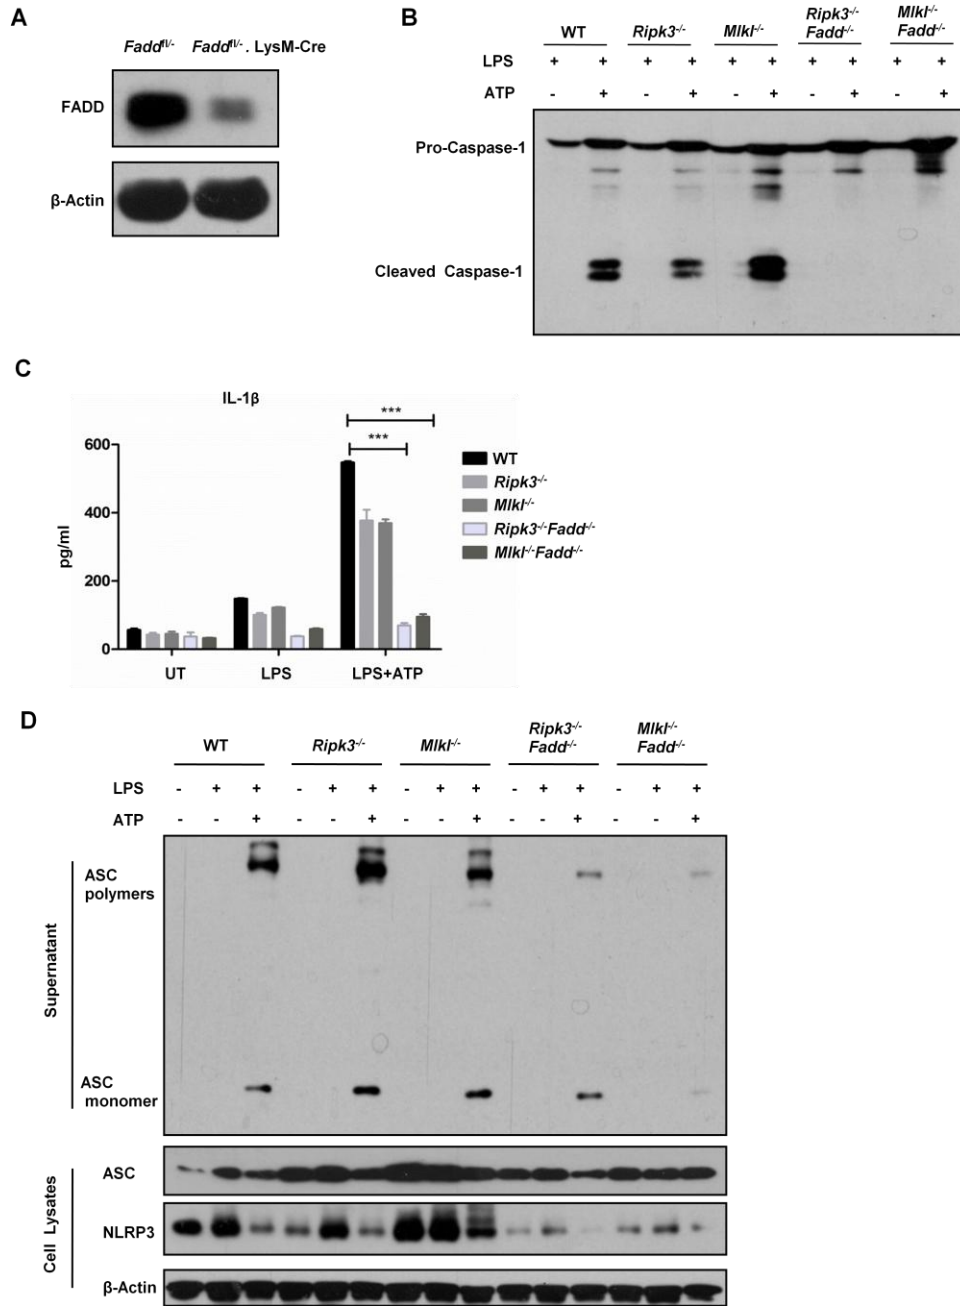 A
Fadd^fl/- Fadd^fl/-. LysM-Cre
FADD
β-Actin
B
WT Ripk3^-/- Mlkl^-/- Ripk3^-/- Fadd^-/- Mlkl^-/- Fadd^-/-
LPS + + + + + + + + + +
ATP - + - + - + - + - +
Pro-Caspase-1
Cleaved Caspase-1
C
IL-1β
***
***
600
400
200
0
pg/ml
UT LPS LPS+ATP
WT
Ripk3^-/-
Mlkl^-/-
Ripk3^-/-Fadd^-/-
Mlkl^-/-Fadd^-/-
D
WT Ripk3^-/- Mlkl^-/- Ripk3^-/- Fadd^-/- Mlkl^-/- Fadd^-/-
LPS - + + - + + - + + - + + - + +
ATP - - + - - + - - + - - + - - +
Supernatant
ASC
polymers
ASC
monomer
Cell Lysates
ASC
NLRP3
β-Actin